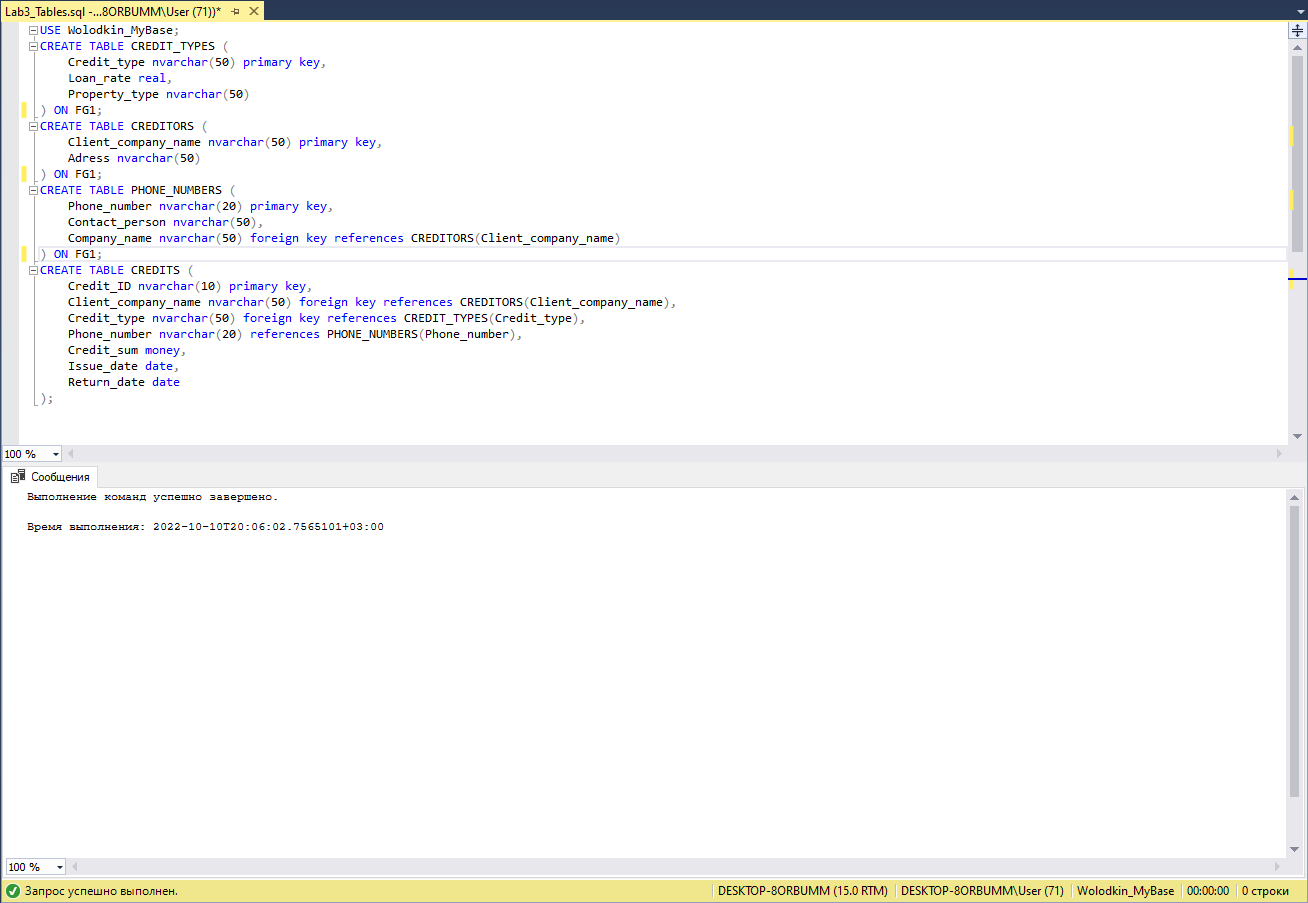 Lab3_Tables.sql -...8ORBUMM\User (71))*
USE Wolodkin_MyBase;
CREATE TABLE CREDIT_TYPES (
    Credit_type nvarchar(50) primary key,
    Loan_rate real,
    Property_type nvarchar(50)
) ON FG1;
CREATE TABLE CREDITORS (
    Client_company_name nvarchar(50) primary key,
    Adress nvarchar(50)
) ON FG1;
CREATE TABLE PHONE_NUMBERS (
    Phone_number nvarchar(20) primary key,
    Contact_person nvarchar(50),
    Company_name nvarchar(50) foreign key references CREDITORS(Client_company_name)
) ON FG1;
CREATE TABLE CREDITS (
    Credit_ID nvarchar(10) primary key,
    Client_company_name nvarchar(50) foreign key references CREDITORS(Client_company_name),
    Credit_type nvarchar(50) foreign key references CREDIT_TYPES(Credit_type),
    Phone_number nvarchar(20) references PHONE_NUMBERS(Phone_number),
    Credit_sum money,
    Issue_date date,
    Return_date date
);
100 %
Сообщения
Выполнение команд успешно завершено.
Время выполнения: 2022-10-10T20:06:02.7565101+03:00
100 %
Запрос успешно выполнен. DESKTOP-8ORBUMM (15.0 RTM) DESKTOP-8ORBUMM\User (71) Wolodkin_MyBase 00:00:00 0 строки